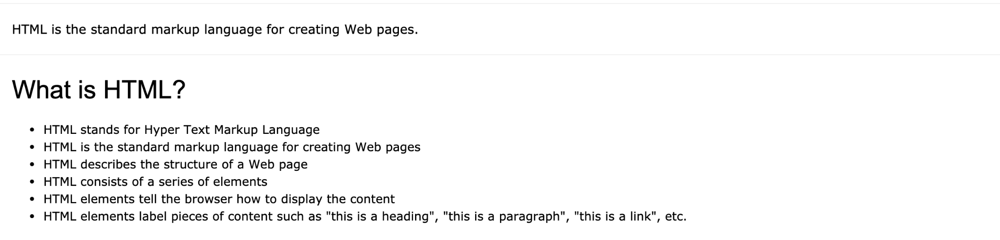 HTML is the standard markup language for creating Web pages.
What is HTML?
• HTML stands for Hyper Text Markup Language
• HTML is the standard markup language for creating Web pages
• HTML describes the structure of a Web page
• HTML consists of a series of elements
• HTML elements tell the browser how to display the content
• HTML elements label pieces of content such as "this is a heading", "this is a paragraph", "this is a link", etc.